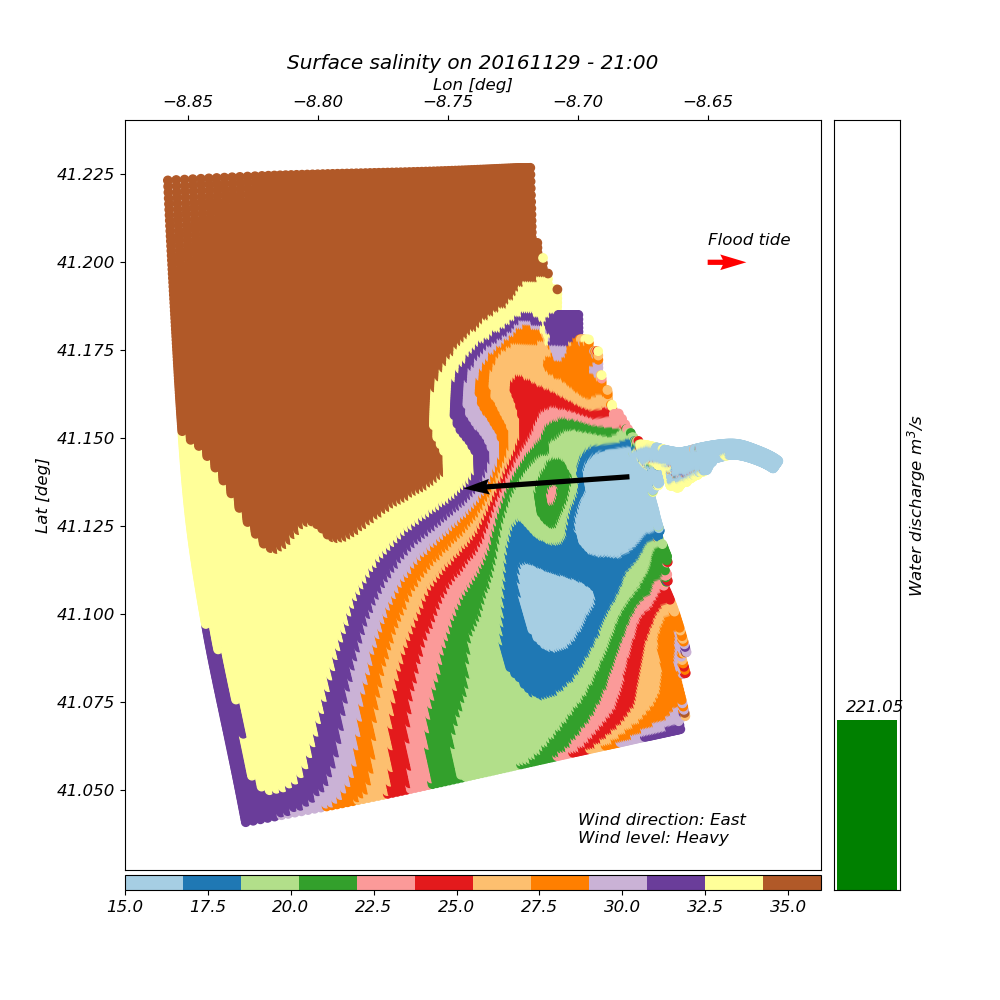 Surface salinity on 20161129 - 21:00
Lon [deg]
−8.85 −8.80 −8.75 −8.70 −8.65
41.225
41.200
41.175
41.150
41.125
41.100
41.075
41.050
Lat [deg]
Flood tide
Wind direction: East
Wind level: Heavy
15.0 17.5 20.0 22.5 25.0 27.5 30.0 32.5 35.0
221.05
Water discharge m³/s